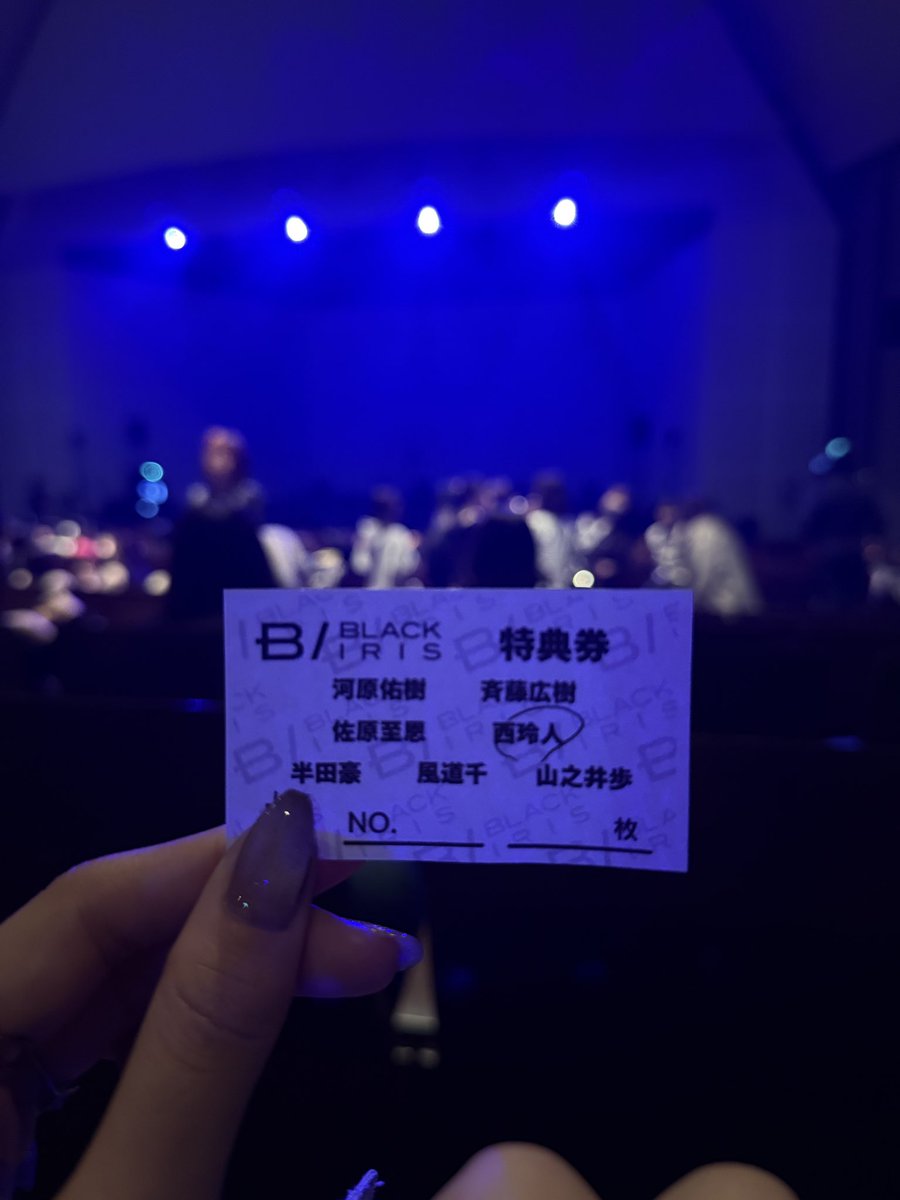 B/ BLACK IRIS 特典券
河原佑樹 斉藤広樹
佐原至恩 西玲人
半田豪 風道千 山之井歩
NO. 枚